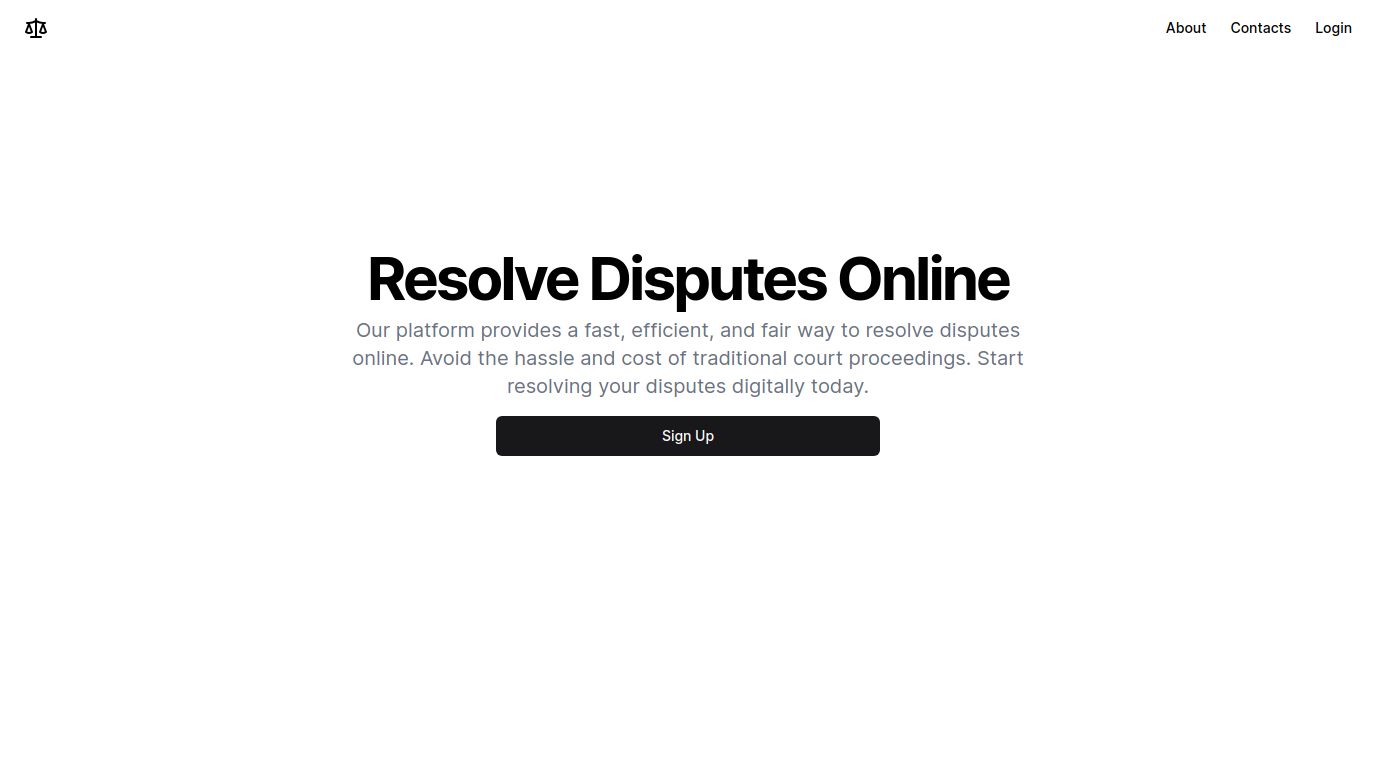 About
Contacts
Login
Resolve Disputes Online
Our platform provides a fast, efficient, and fair way to resolve disputes
online. Avoid the hassle and cost of traditional court proceedings. Start
resolving your disputes digitally today.
Sign Up